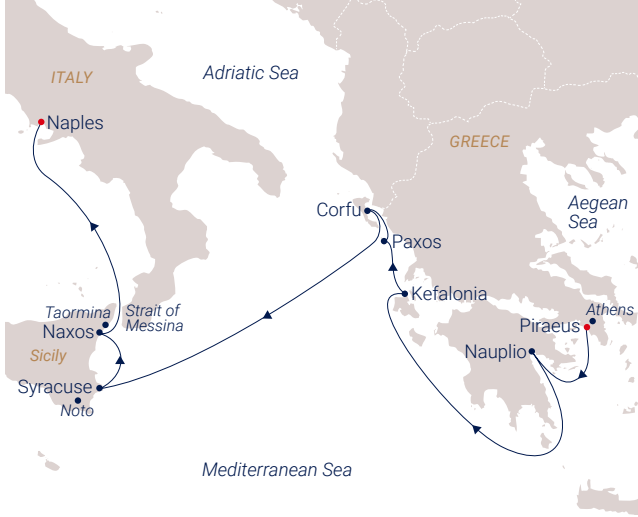 ITALY
Adriatic Sea
Naples
GREECE
Corfu
Aegean
Sea
Paxos
Kefalonia
Taormina
Strait of
Messina
Naxos
Athens
Piraeus
Sicily
Nauplio
Syracuse
Noto
Mediterranean Sea